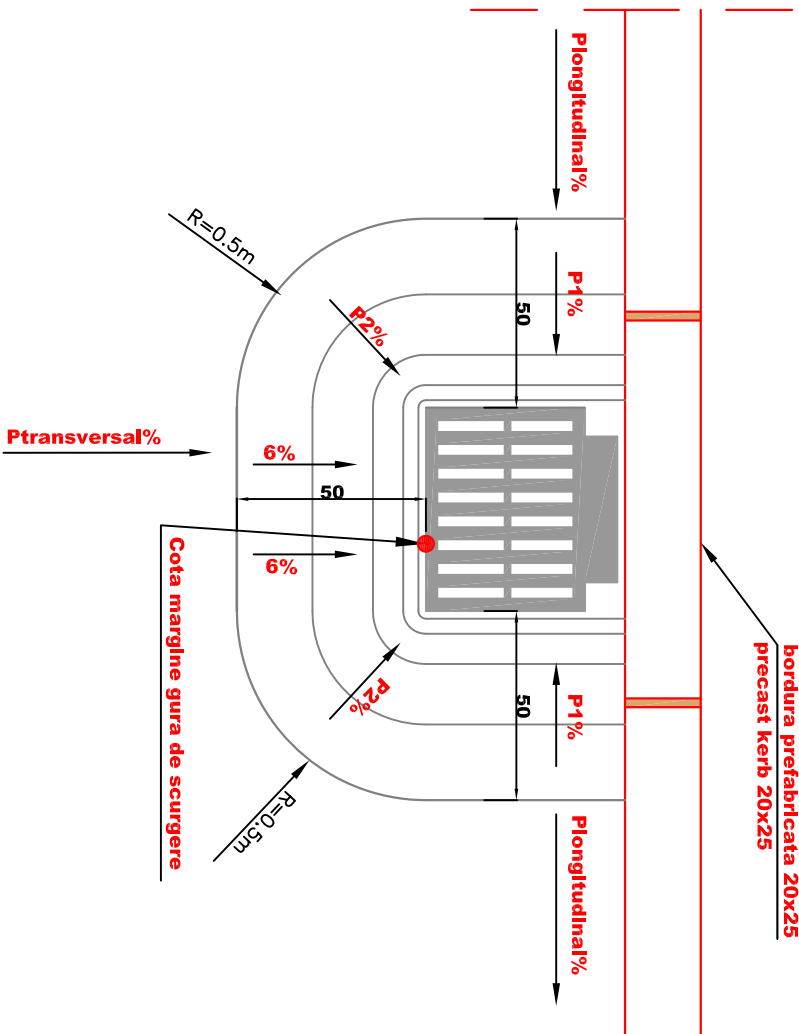 Plongitudinal%
P1%
50
R=0.5m
P2%
Ptransversal%
6%
50
6%
Cota margine gura de scurgere
bordura prefabricata 20x25
precast kerb 20x25
P2%
50
P1%
R=0.5m
Plongitudinal%